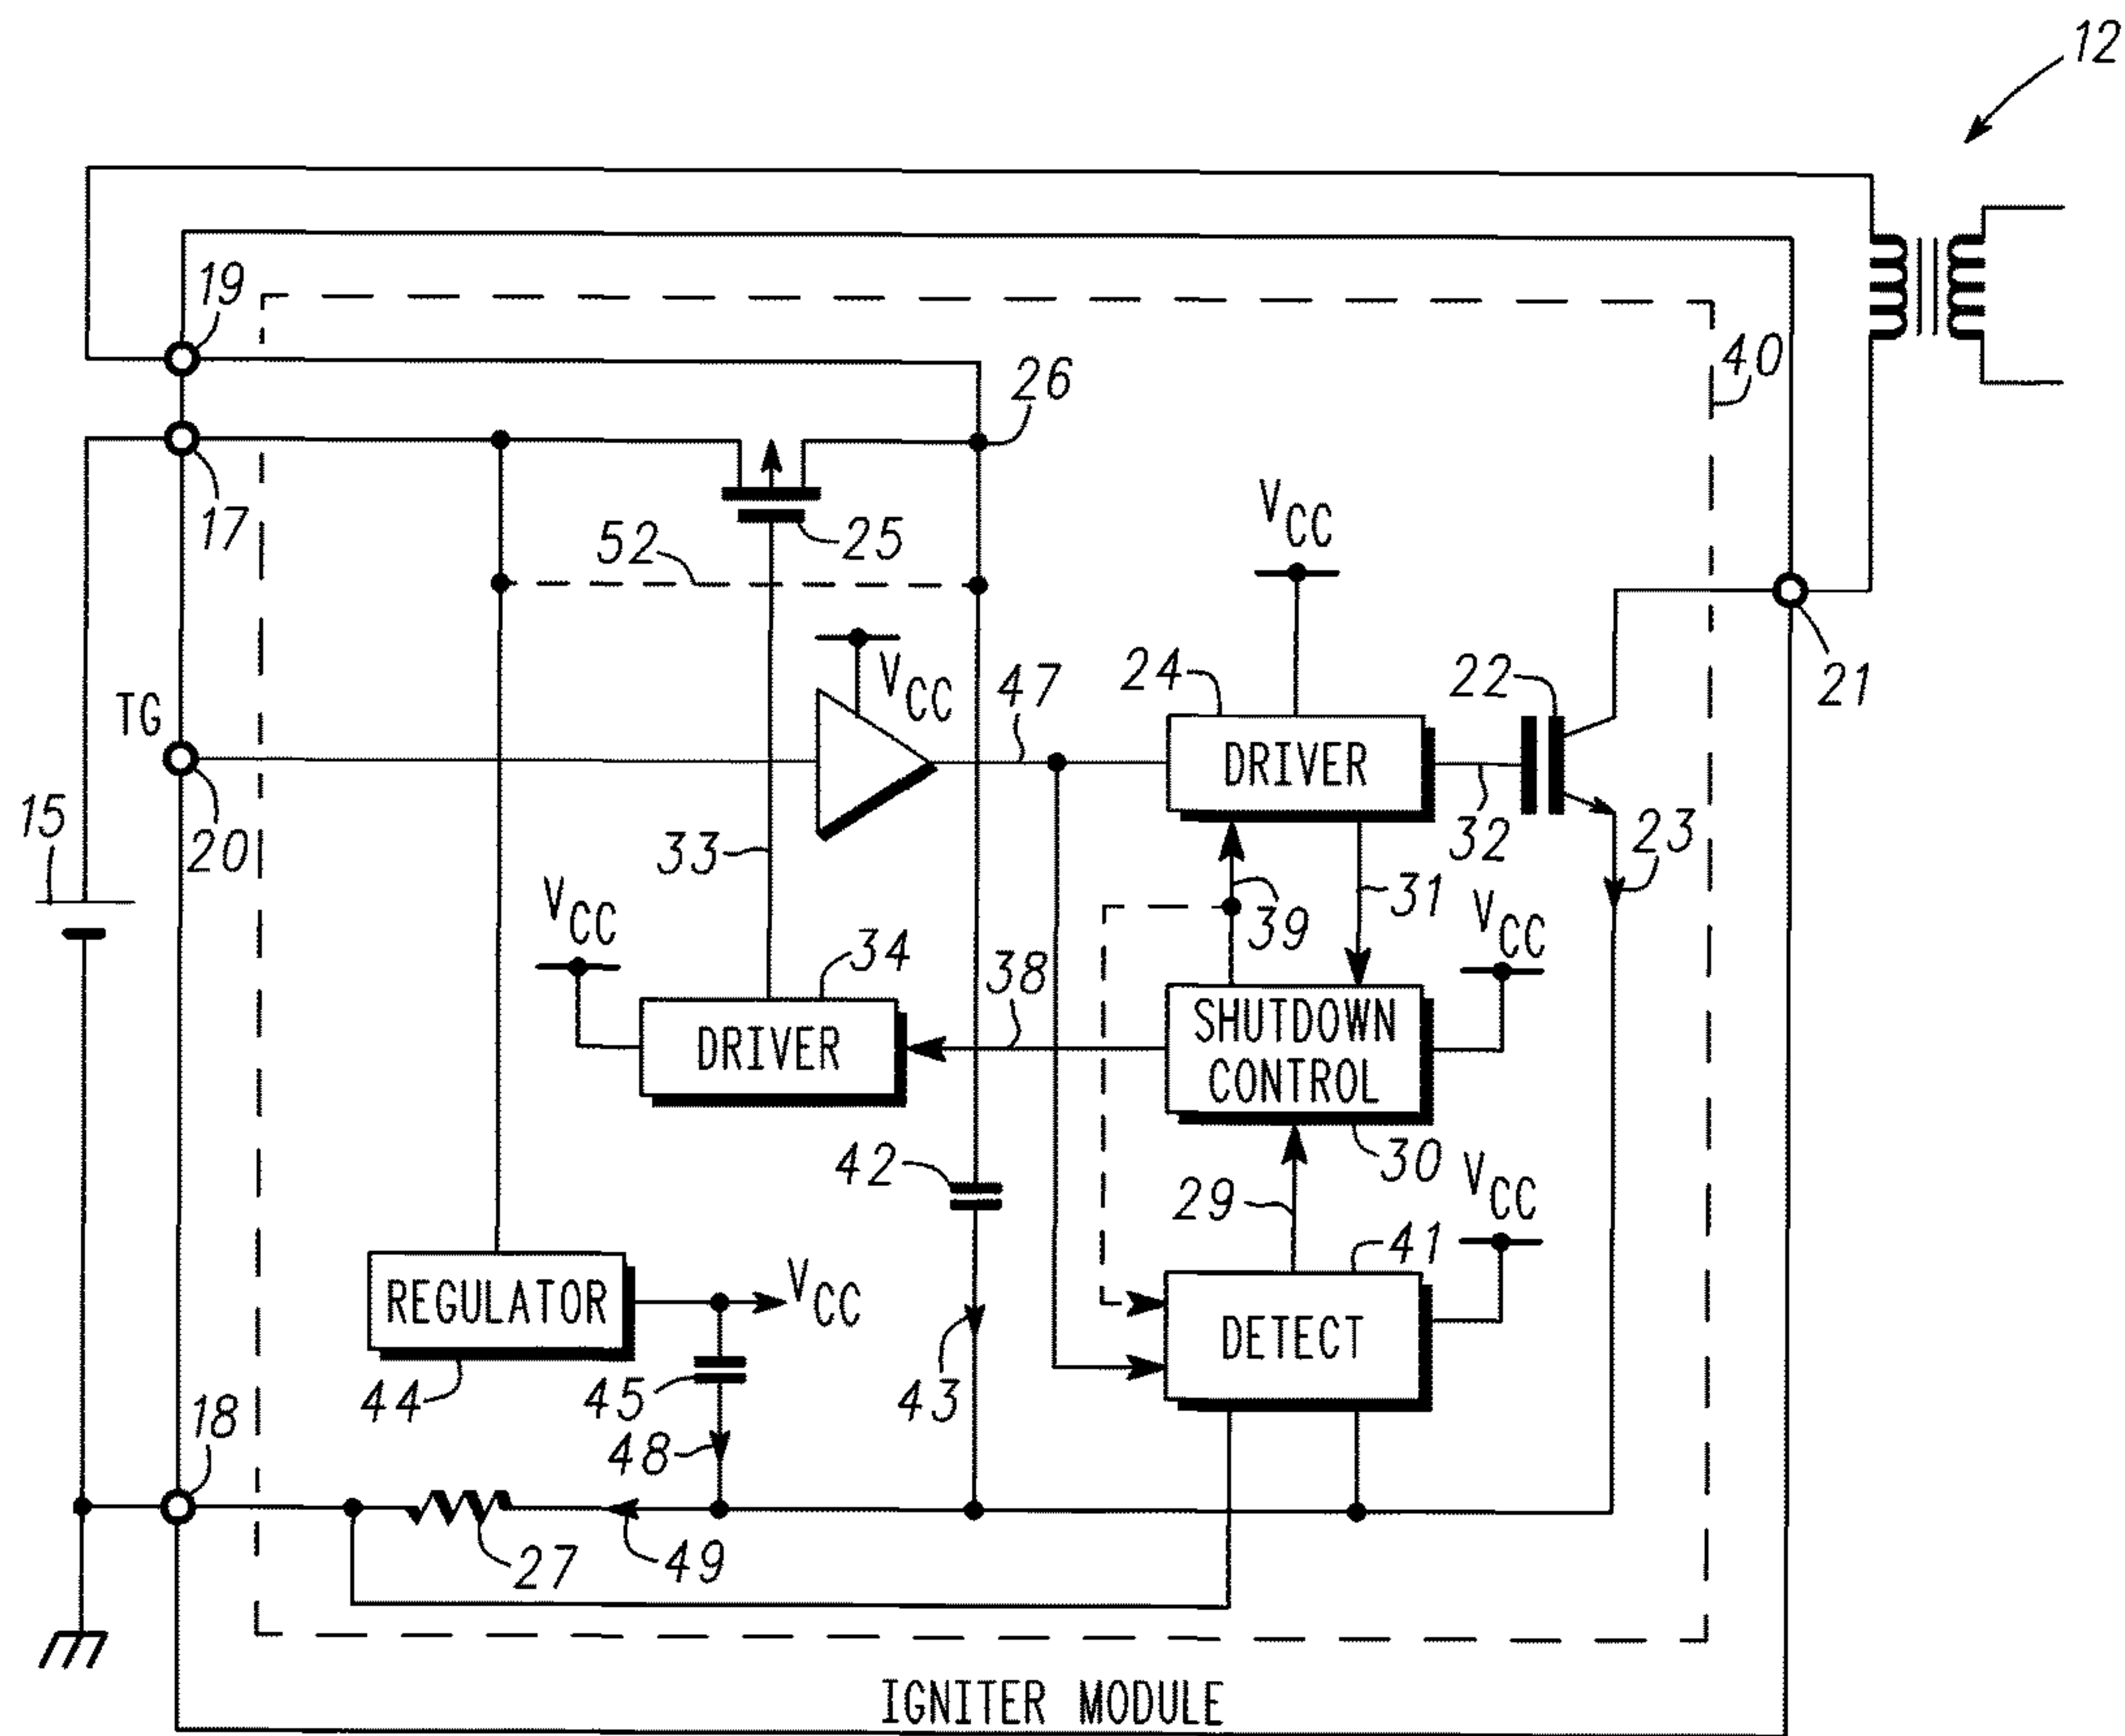 12
19
26
40
17
52
25
VCC
TG
20
VCC
47
24
22
21
DRIVER
15
33
32
23
VCC
34
38
39
31
VCC
DRIVER
SHUTDOWN
CONTROL
42
29
30
VCC
41
REGULATOR
VCC
DETECT
44
45
43
18
48
27
49
IGNITER MODULE